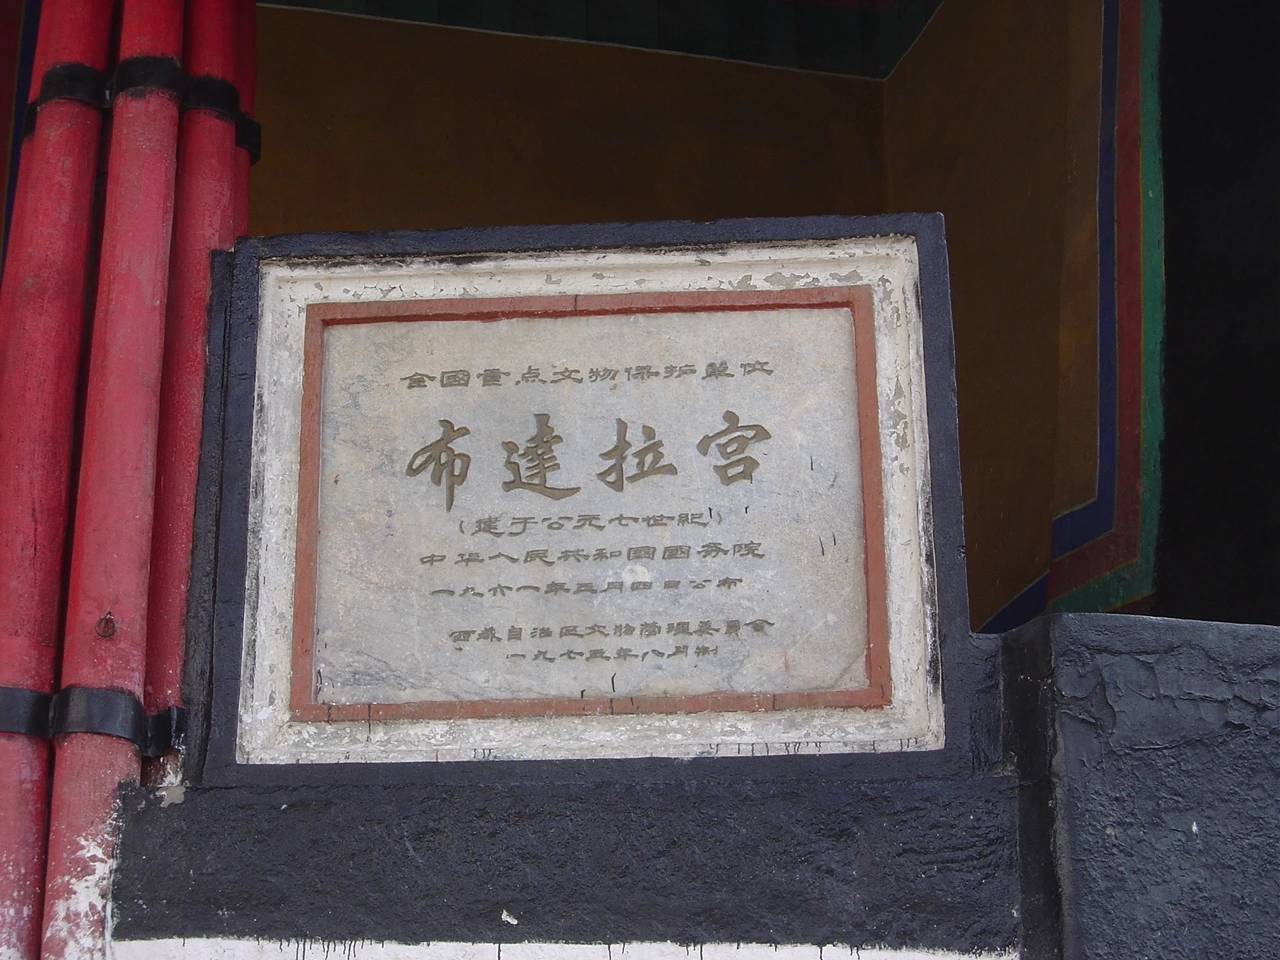 全國重点文物保护單位
布達拉宫
（建于公元七世紀）
中华人民共和國國务院
一九六一年三月四日公布
西藏自治区文物管理委員会
一九七五年八月制